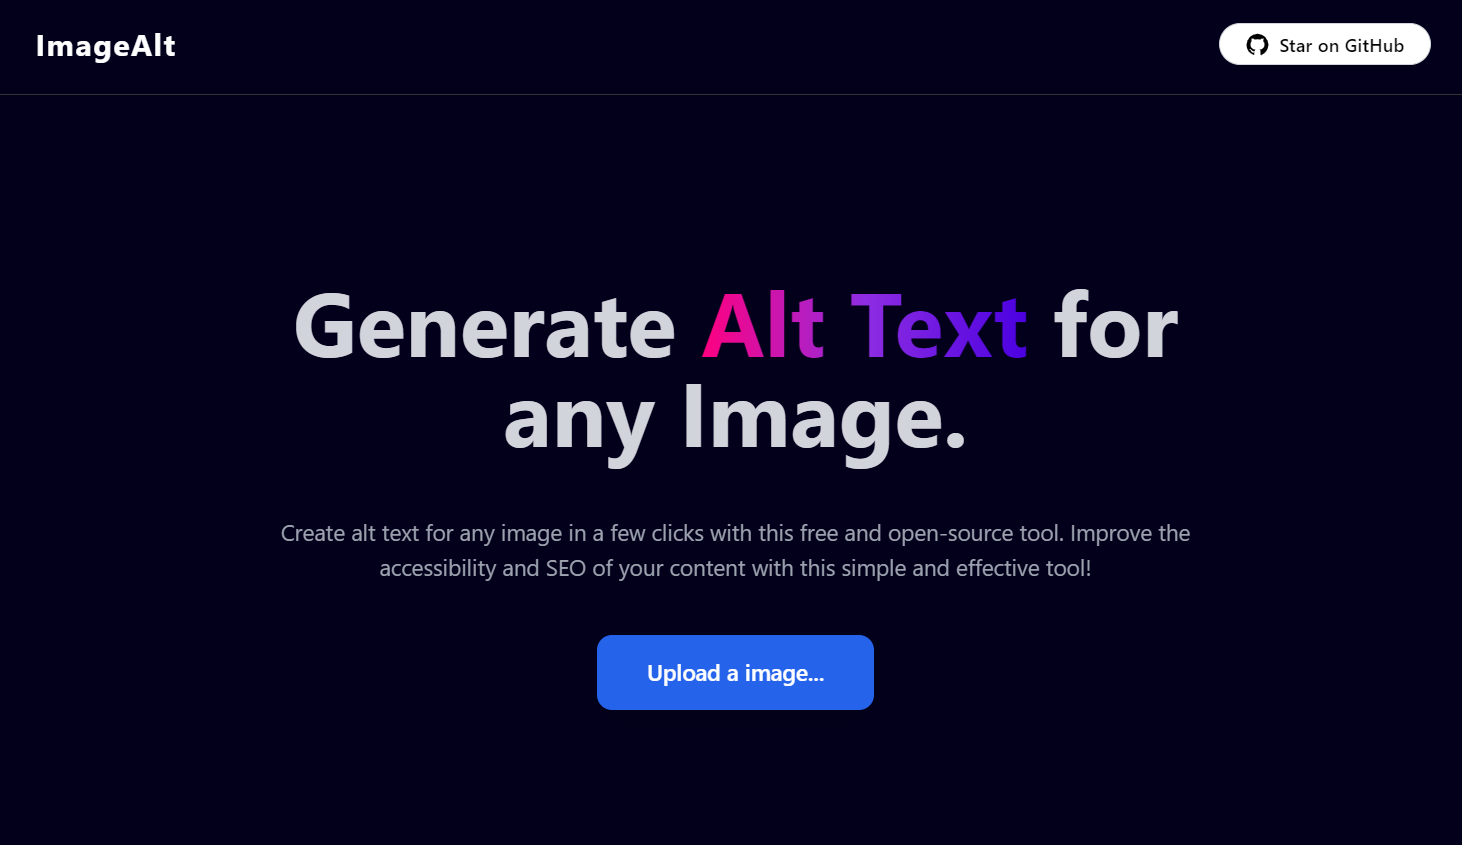 ImageAlt
Star on GitHub
Generate Alt Text for
any Image.
Create alt text for any image in a few clicks with this free and open-source tool. Improve the
accessibility and SEO of your content with this simple and effective tool!
Upload a image...